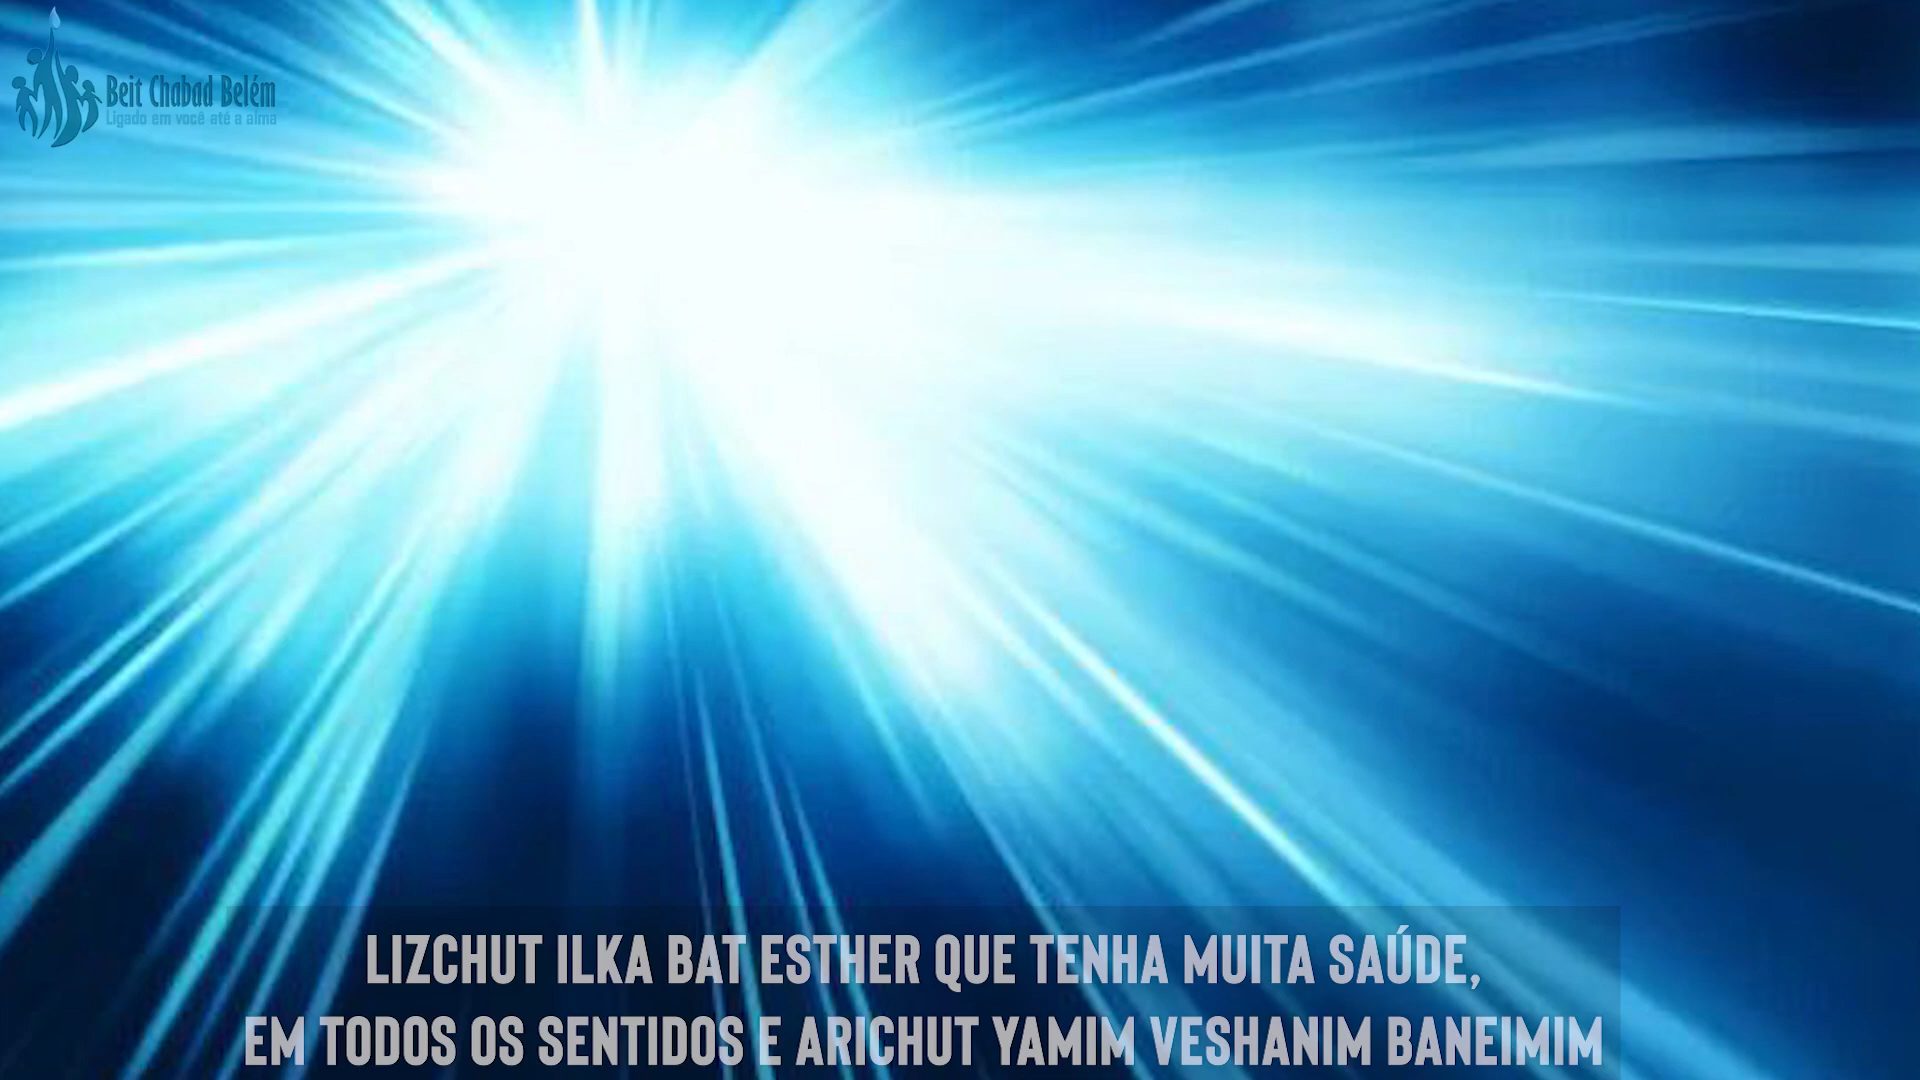 Beit Chabad Belém
Ligado em você até a alma
LIZCHUT ILKA BAT ESTHER QUE TENHA MUITA SAÚDE,
EM TODOS OS SENTIDOS E ARICHUT YAMIM VESHANIM BANEIMIM